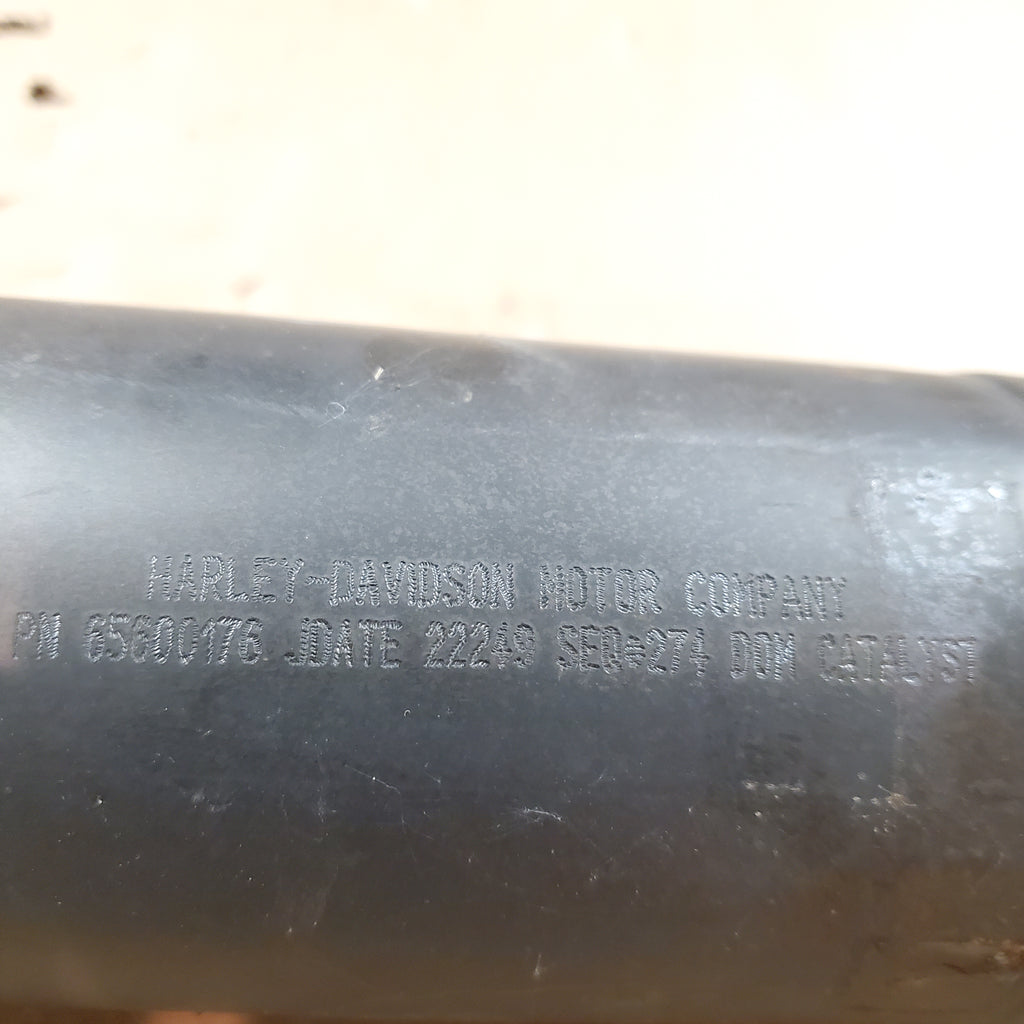 HARLEY-DAVIDSON MOTOR COMPANY
PN 65600176 JDATE 22249 SEQ#274 DOM CATALYST